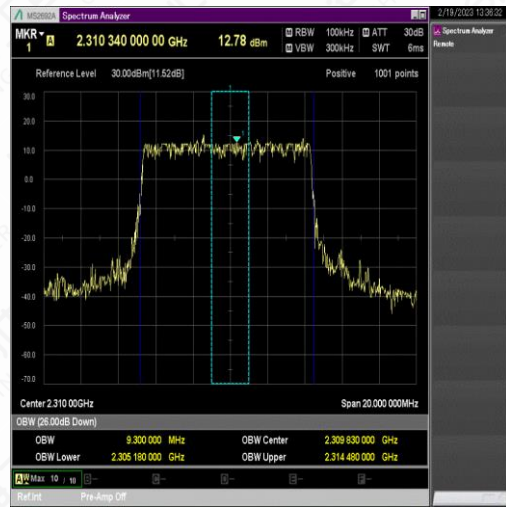 MS2692A Spectrum Analyzer
2/19/2023 13:36:32
MKR 1 A 2.310 340 000 00 GHz 12.78 dBm
M RBW 100kHz M ATT 30dB
M VBW 300kHz SWT 6ms
Spectrum Analyzer
Remote
Reference Level 30.00dBm[11.52dB] Positive 1001 points
30.0
20.0
10.0
0.0
-10.0
-20.0
-30.0
-40.0
-50.0
-60.0
-70.0
1
Center 2.310 00GHz Span 20.000 000MHz
OBW (26.00dB Down)
OBW 9.300 000 MHz OBW Center 2.309 830 000 GHz
OBW Lower 2.305 180 000 GHz OBW Upper 2.314 480 000 GHz
Max 10 / 10
Ref.Int Pre-Amp Off